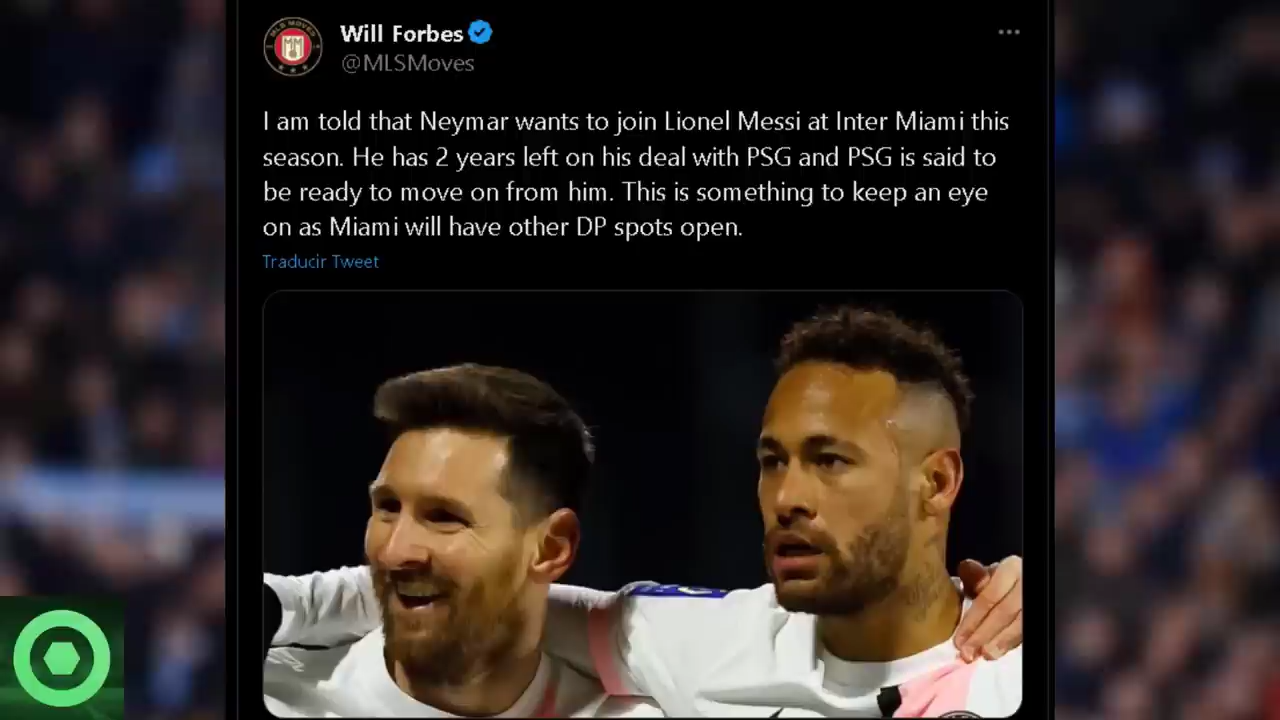 Will Forbes
@MLSMoves
I am told that Neymar wants to join Lionel Messi at Inter Miami this
season. He has 2 years left on his deal with PSG and PSG is said to
be ready to move on from him. This is something to keep an eye
on as Miami will have other DP spots open.
Traducir Tweet